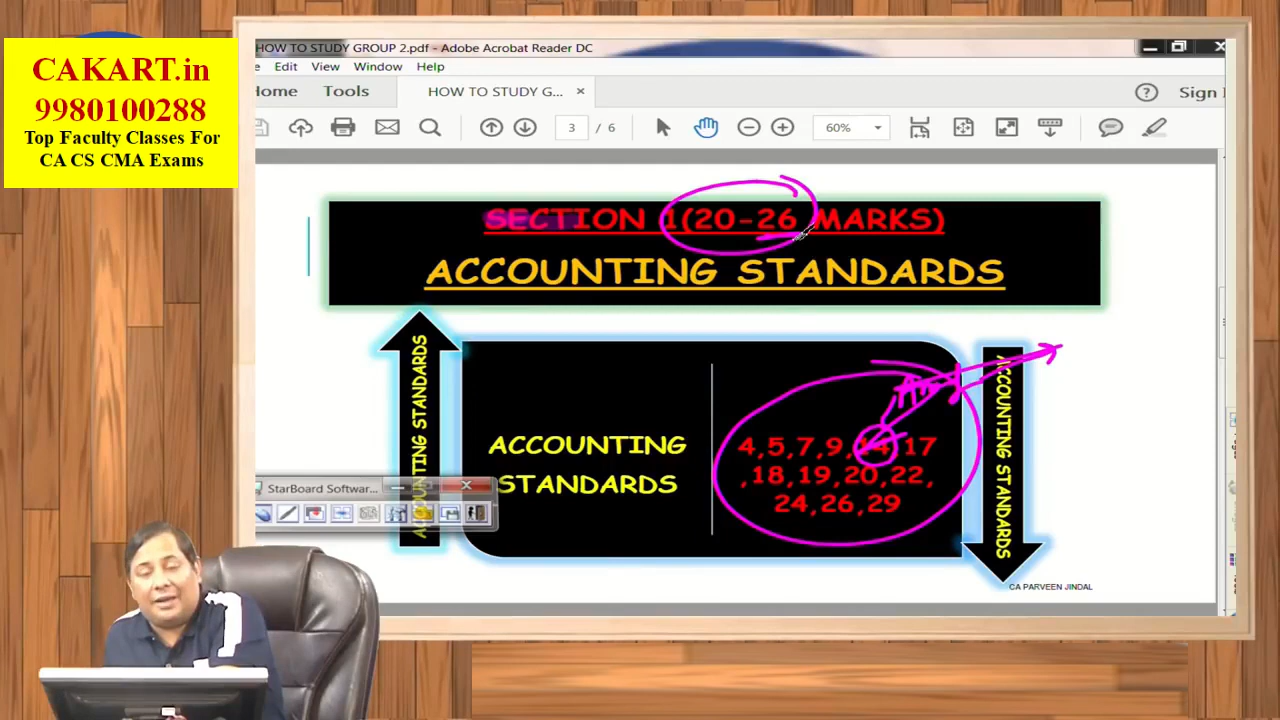 CAKART.in
9980100288
Top Faculty Classes For
CA CS CMA Exams
HOW TO STUDY GROUP 2.pdf - Adobe Acrobat Reader DC
Edit View Window Help
Home Tools HOW TO STUDY G... ×
Sign
3 / 6
60%
SECTION 1(20-26 MARKS)
ACCOUNTING STANDARDS
ACCOUNTING STANDARDS
ACCOUNTING
STANDARDS
4,5,7,9,14,17
,18,19,20,22,
24,26,29
ACCOUNTING STANDARDS
StarBoard Softwar...
CA PARVEEN JINDAL